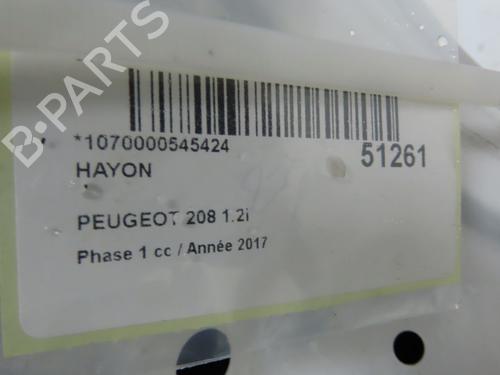 *1070000545424
51261
HAYON
PEUGEOT 208 1.2i
Phase 1 cc / Année 2017
B-PARTS